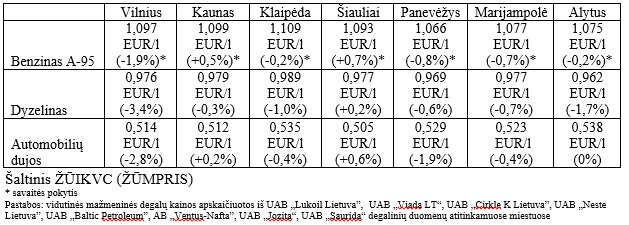 Vilnius Kaunas Klaipėda Šiauliai Panevėžys Marijampolė Alytus
1,097 1,099 1,109 1,093 1,066 1,077 1,075
EUR/l EUR/l EUR/l EUR/l EUR/l EUR/l EUR/l
Benzinas A-95 (-1,9%)* (+0,5%)* (-0,2%)* (+0,7%)* (-0,8%)* (-0,7%)* (-0,2%)*
0,976 0,979 0,989 0,977 0,969 0,977 0,962
EUR/l EUR/l EUR/l EUR/l EUR/l EUR/l EUR/l
Dyzelinas (-3,4%) (-0,3%) (-1,0%) (+0,2%) (-0,6%) (-0,7%) (-1,7%)
0,514 0,512 0,535 0,505 0,529 0,523 0,538
Automobilių EUR/l EUR/l EUR/l EUR/l EUR/l EUR/l EUR/l
dujos (-2,8%) (+0,2%) (-0,4%) (+0,6%) (-1,9%) (-0,4%) (0%)
Šaltinis ŽŪIKVC (ŽŪMPRIS)
* savaitės pokytis
Pastabos: vidutinės mažmeninės degalų kainos apskaičiuotos iš UAB „Lukoil Lietuva”, UAB „Viada LT“, UAB „Cirkle K Lietuva”, UAB „Neste
Lietuva”, UAB „Baltic Petroleum”, AB „Ventus-Nafta”, UAB „Jozita”, UAB „Saurida” degalinių duomenų atitinkamuose miestuose